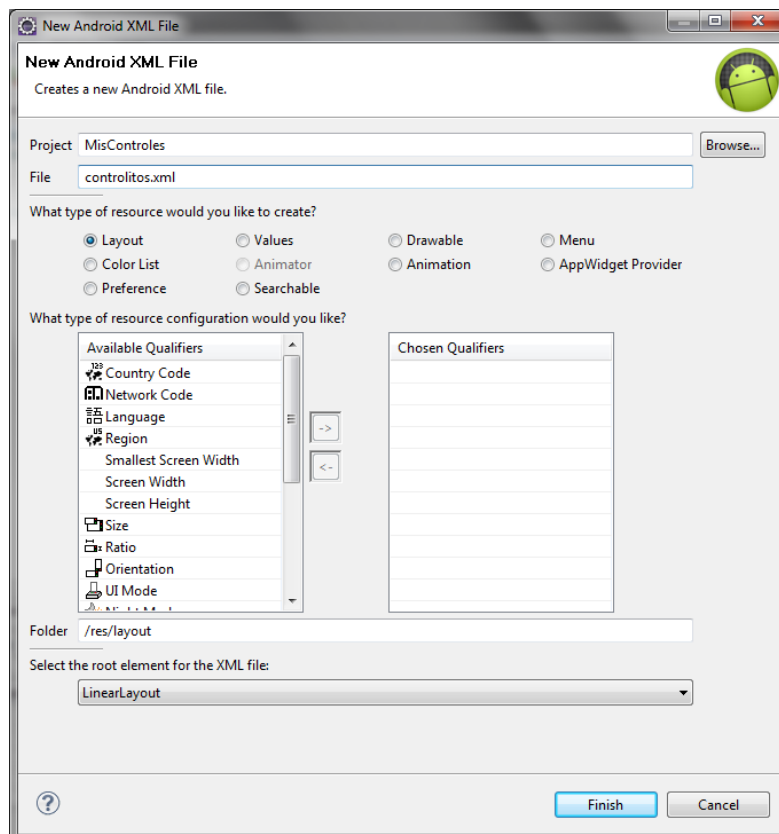 New Android XML File
New Android XML File
Creates a new Android XML file.
Project MisControles Browse...
File controlitos.xml
What type of resource would you like to create?
Layout Values Drawable Menu
Color List Animator Animation AppWidget Provider
Preference Searchable
What type of resource configuration would you like?
Available Qualifiers Chosen Qualifiers
123 Country Code
Network Code
Language
US Region
Smallest Screen Width
-> 
Screen Width
<-
Screen Height
Size
Ratio
Orientation
UI Mode
Folder /res/layout
Select the root element for the XML file:
LinearLayout
? Finish Cancel